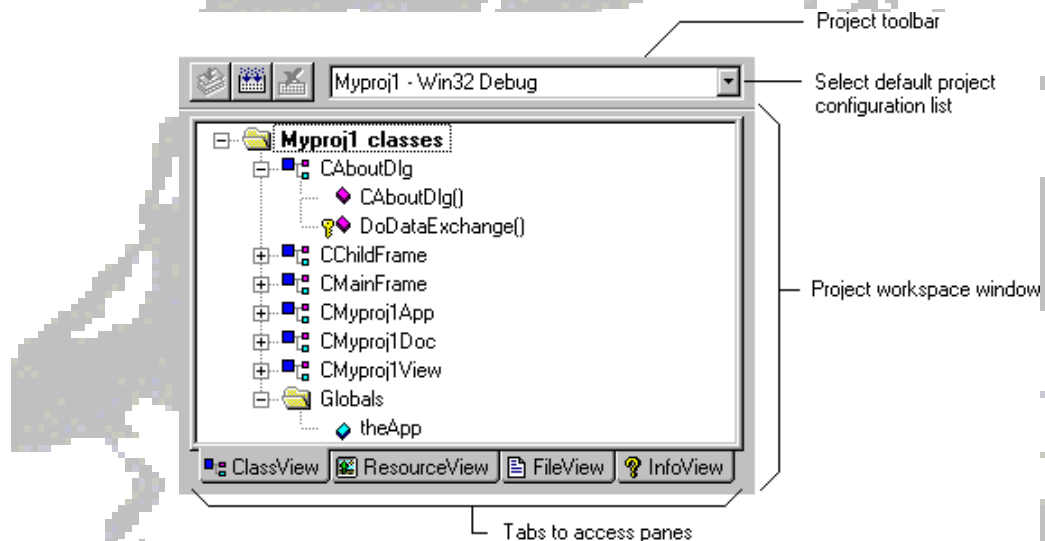 Project toolbar
Myproj1 - Win32 Debug
Select default project
configuration list
Myproj1 classes
CAboutDlg
CAboutDlg()
DoDataExchange()
CChildFrame
CMainFrame
Project workspace window
CMyproj1App
CMyproj1Doc
CMyproj1View
Globals
theApp
ClassView ResourceView FileView InfoView
Tabs to access panes